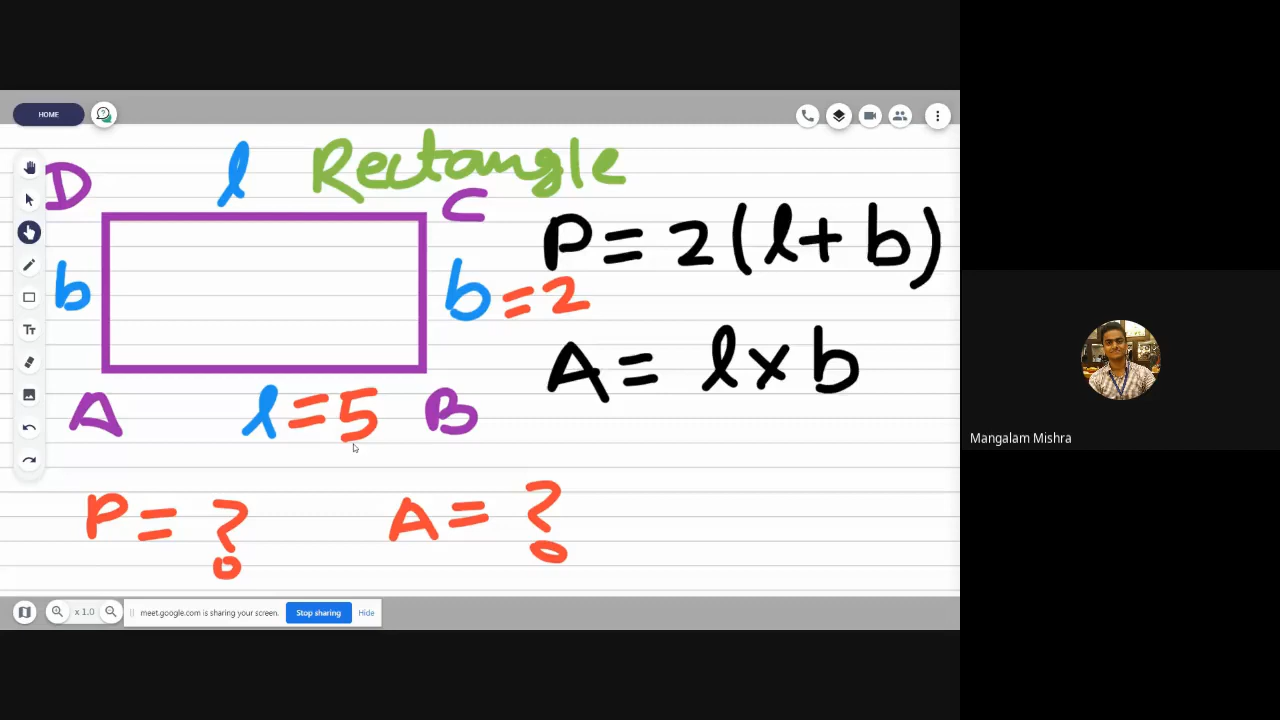 HOME
l Rectangle
D
C
P = 2(l + b)
b
b = 2
A = l x b
A
l = 5
B
P = ?
A = ?
Mangalam Mishra
Tт
x 1.0
meet.google.com is sharing your screen. Stop sharing Hide